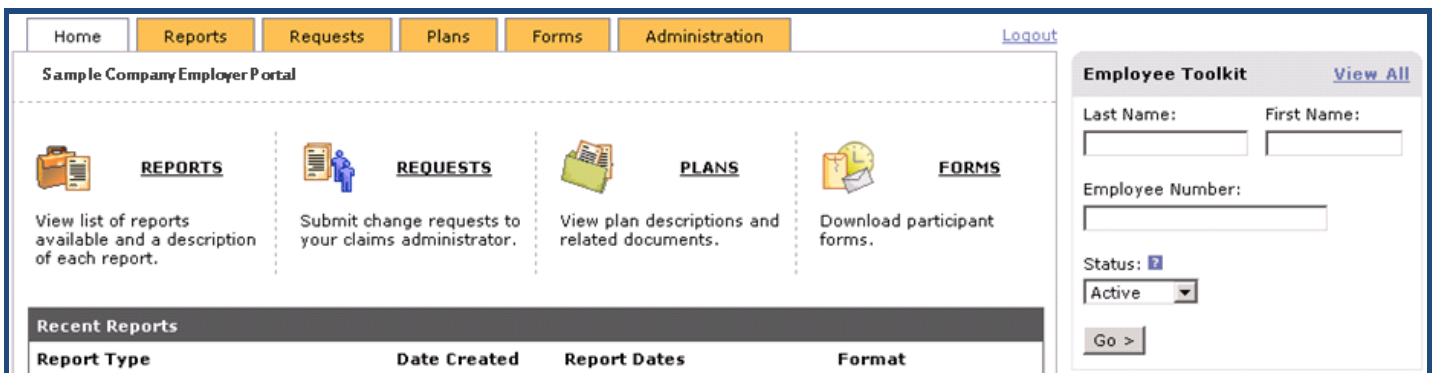 Home Reports Requests Plans Forms Administration Logout
Sample Company Employer Portal
REPORTS
View list of reports
available and a description
of each report.
REQUESTS
Submit change requests to
your claims administrator.
PLANS
View plan descriptions and
related documents.
FORMS
Download participant
forms.
Recent Reports
Report Type Date Created Report Dates Format
Employee Toolkit View All
Last Name: First Name:
Employee Number:
Status: ?
Active
Go >